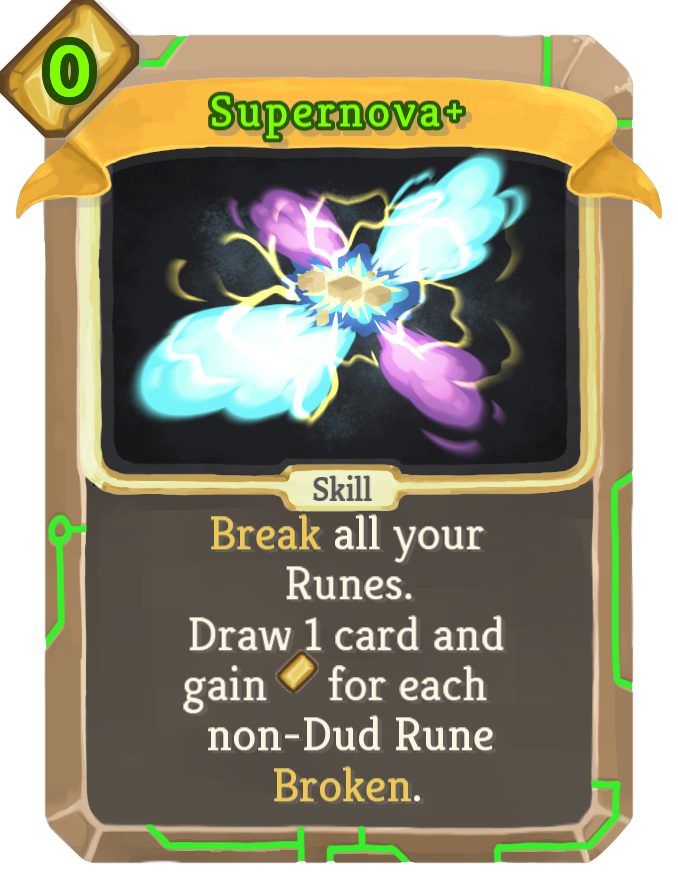 0
Supernova+
Skill
Break all your
Runes.
Draw 1 card and
gain for each
non-Dud Rune
Broken.